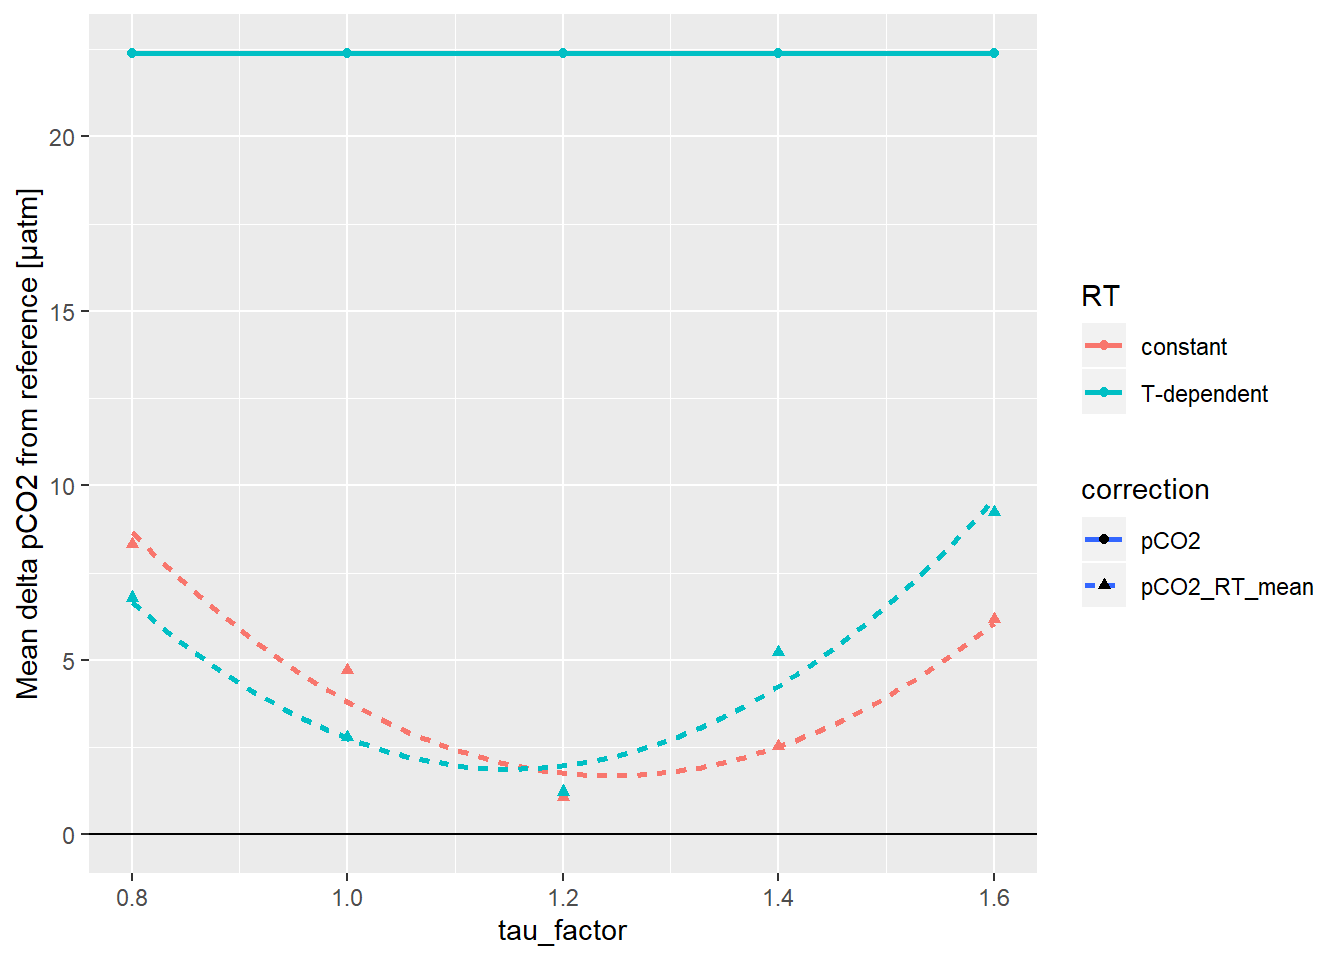 Mean delta pCO2 from reference [µatm]
20
15
10
5
0
0.8 1.0 1.2 1.4 1.6
tau_factor
RT
constant
T-dependent
correction
pCO2
pCO2_RT_mean